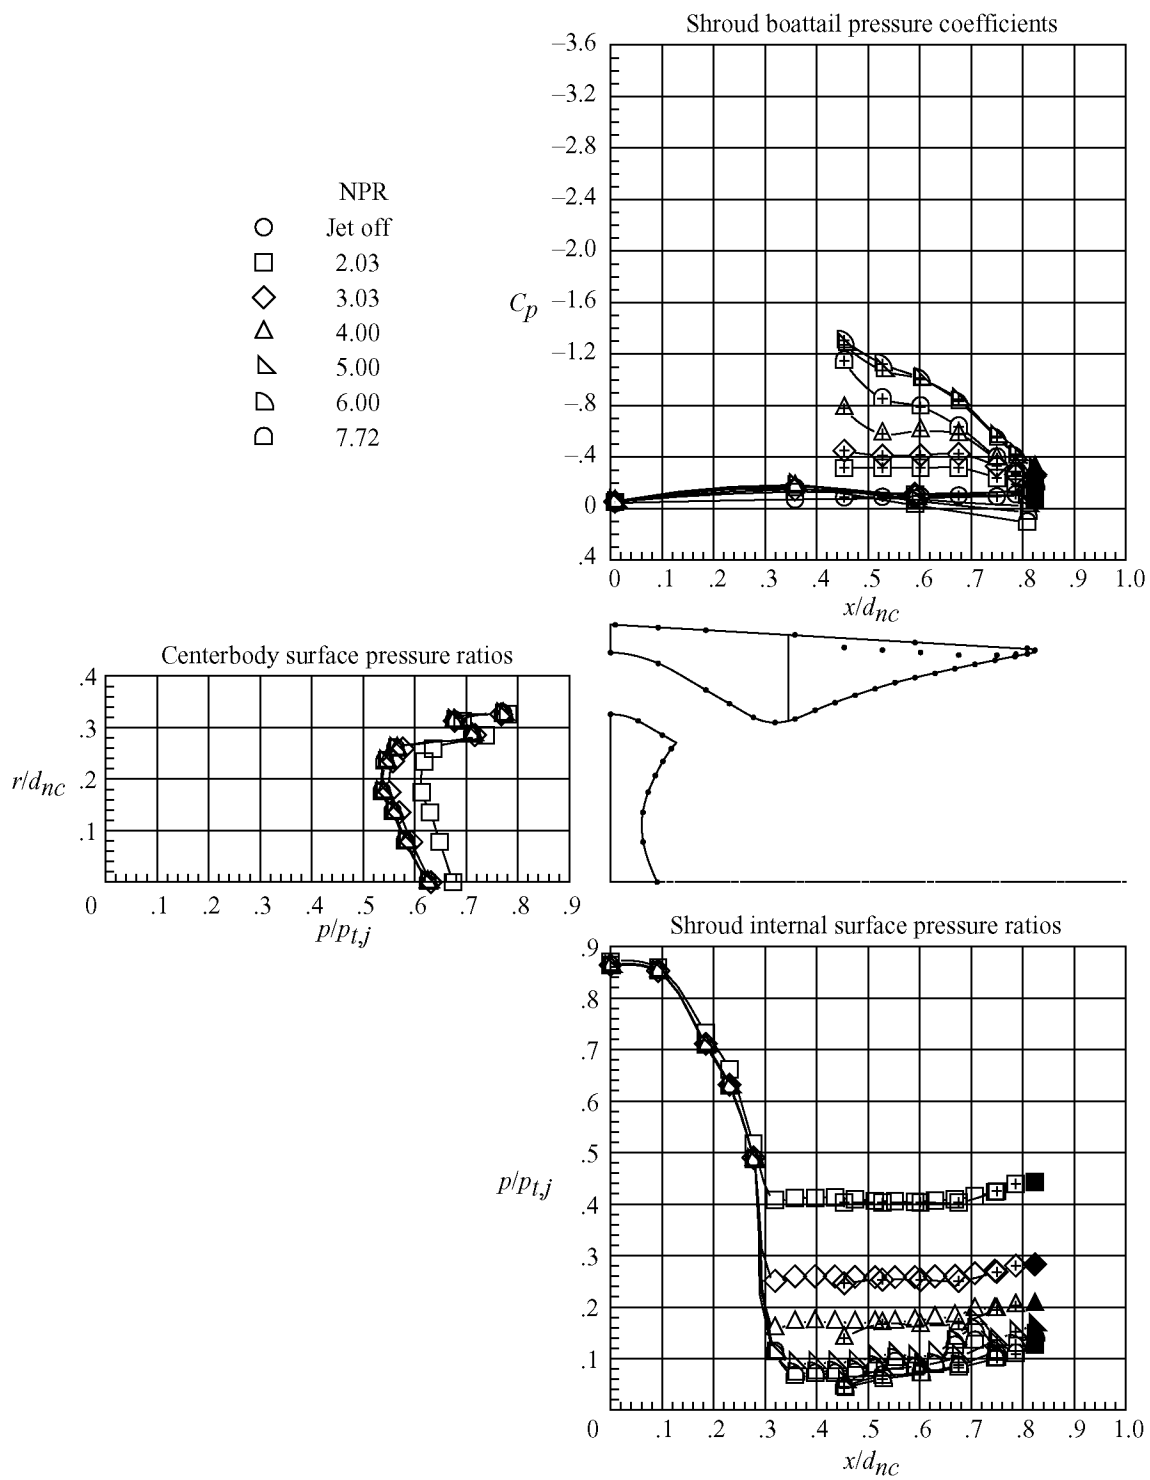 Shroud boattail pressure coefficients
–3.6
–3.2
–2.8
–2.4
–2.0
–1.6
–1.2
–.8
–.4
0
.4
Cp
0 .1 .2 .3 .4 .5 .6 .7 .8 .9 1.0
x/dnc
NPR
Jet off
2.03
3.03
4.00
5.00
6.00
7.72
Centerbody surface pressure ratios
.4
.3
.2
.1
r/dnc
0 .1 .2 .3 .4 .5 .6 .7 .8 .9
p/pt,j
Shroud internal surface pressure ratios
.9
.8
.7
.6
.5
.4
.3
.2
.1
0
p/pt,j
0 .1 .2 .3 .4 .5 .6 .7 .8 .9 1.0
x/dnc